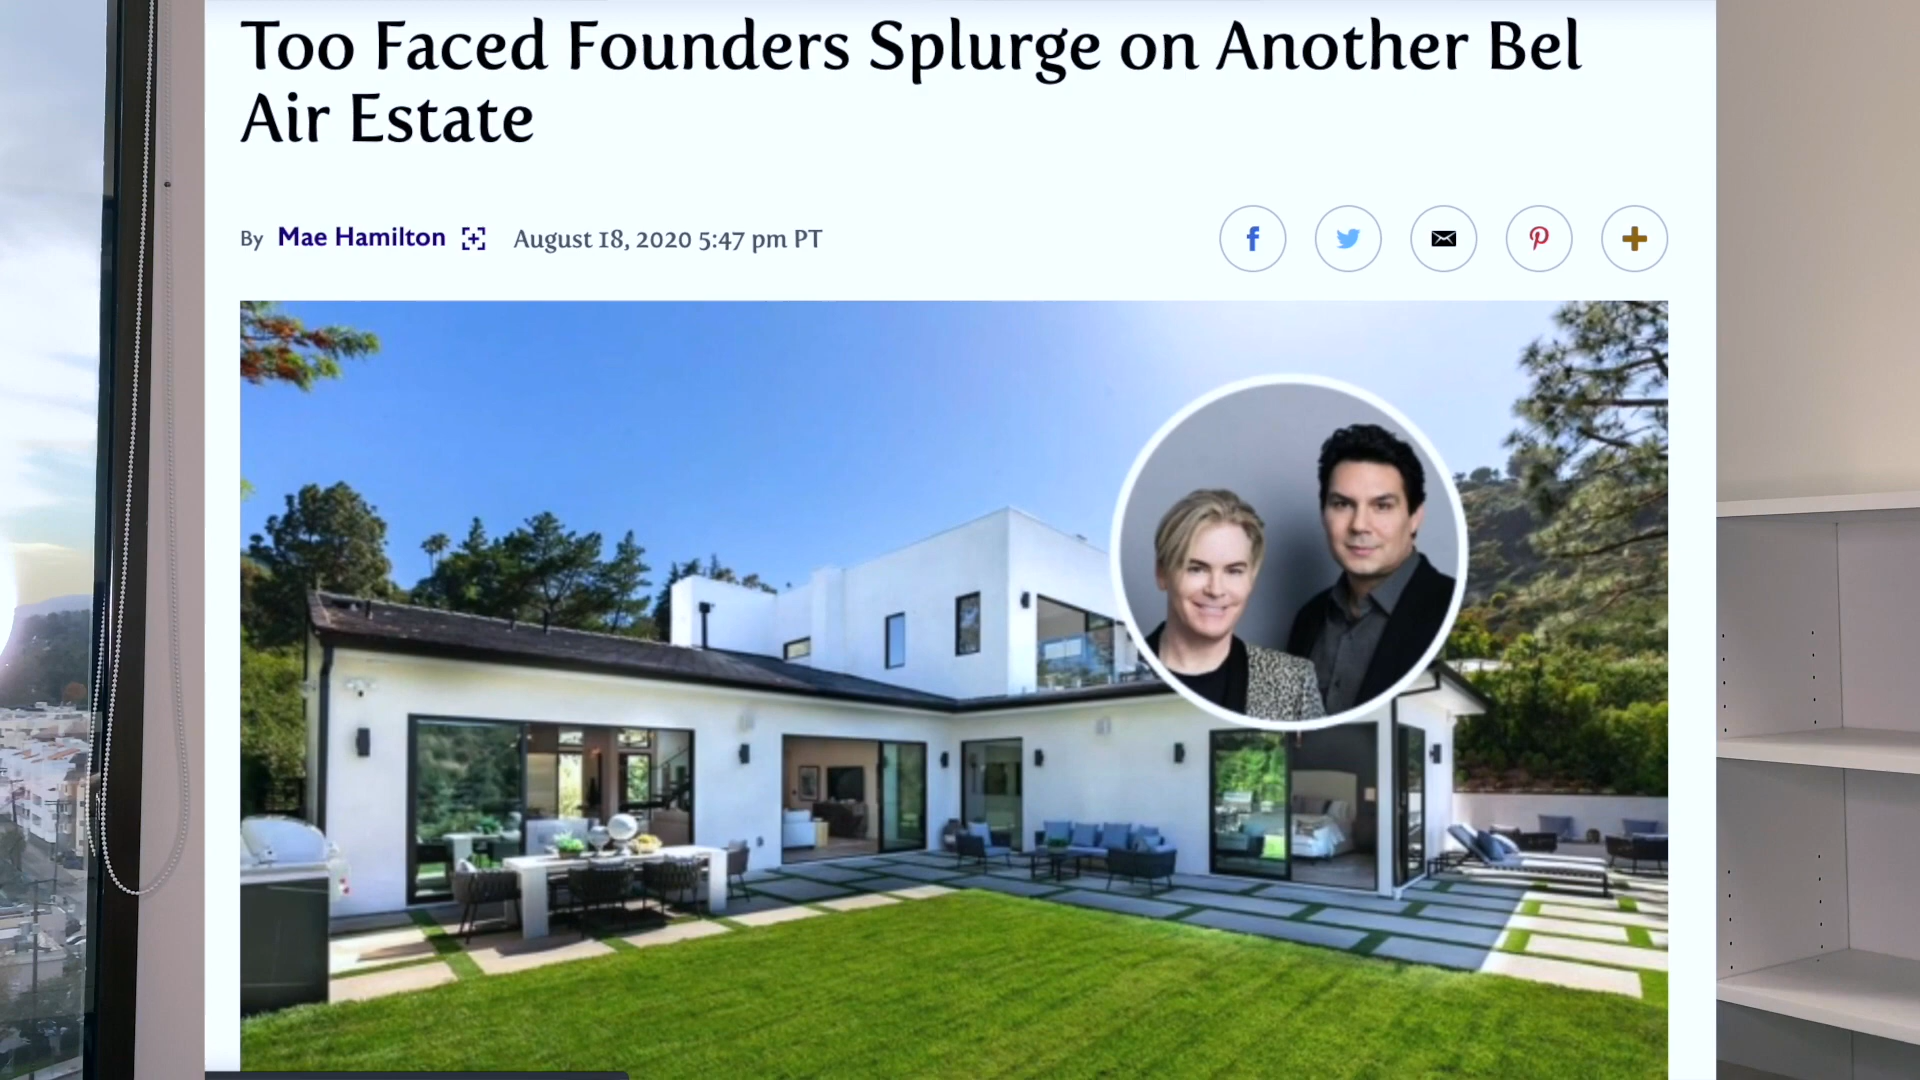 Too Faced Founders Splurge on Another Bel
Air Estate
By Mae Hamilton August 18, 2020 5:47 pm PT